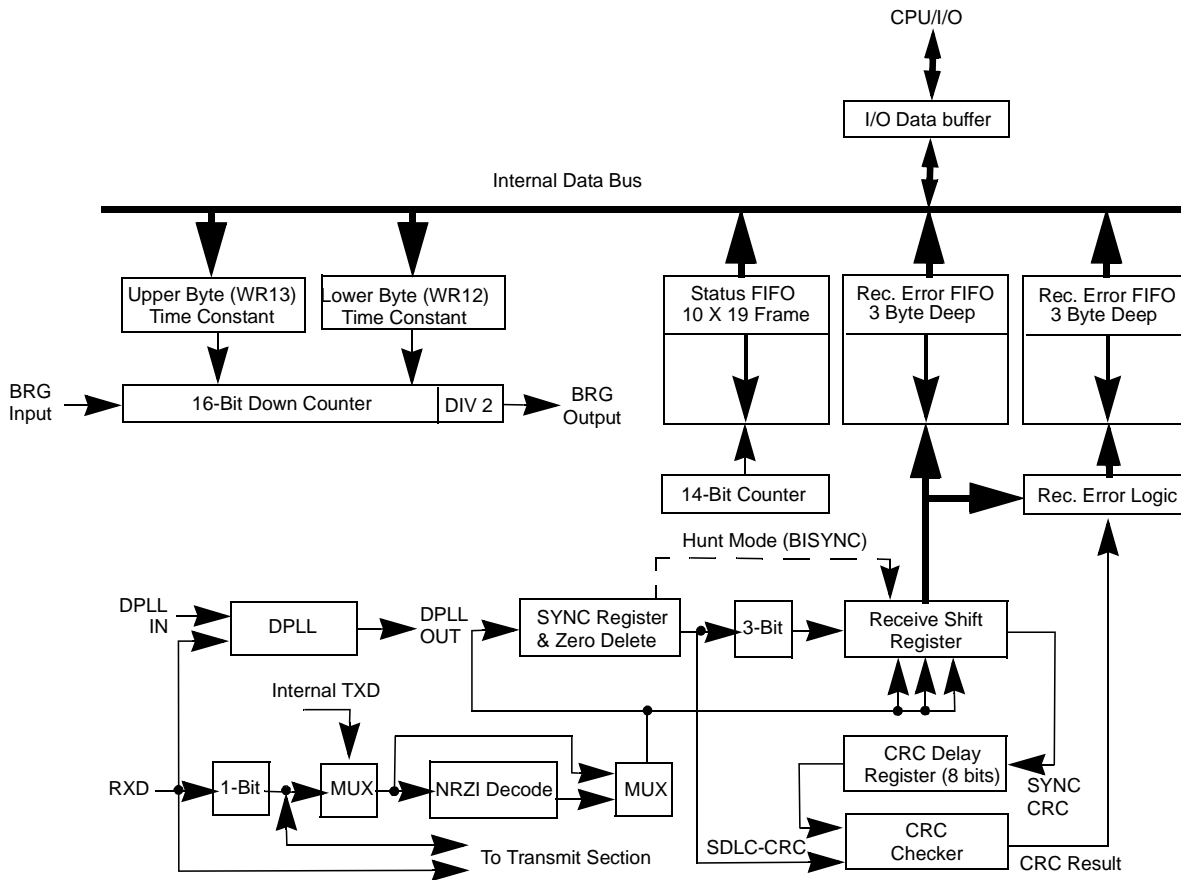 CPU/I/O
I/O Data buffer
Internal Data Bus
Upper Byte (WR13)
Time Constant
Lower Byte (WR12)
Time Constant
Status FIFO
10 X 19 Frame
Rec. Error FIFO
3 Byte Deep
Rec. Error FIFO
3 Byte Deep
BRG
Input
16-Bit Down Counter
DIV 2
BRG
Output
14-Bit Counter
Rec. Error Logic
Hunt Mode (BISYNC)
DPLL
IN
DPLL
DPLL
OUT
SYNC Register
& Zero Delete
3-Bit
Receive Shift
Register
Internal TXD
RXD
1-Bit
MUX
NRZI Decode
MUX
CRC Delay
Register (8 bits)
SYNC
CRC
To Transmit Section
SDLC-CRC
CRC
Checker
CRC Result